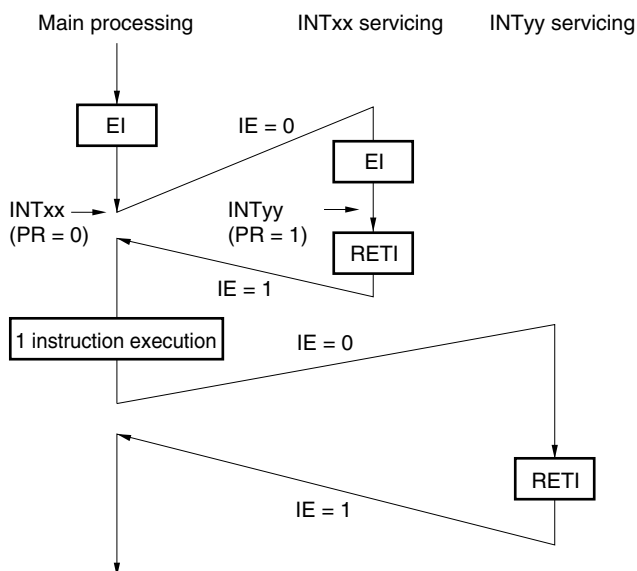 Main processing
INTxx servicing
INTyy servicing
EI
IE = 0
EI
INTxx
(PR = 0)
INTyy
(PR = 1)
RETI
IE = 1
1 instruction execution
IE = 0
RETI
IE = 1